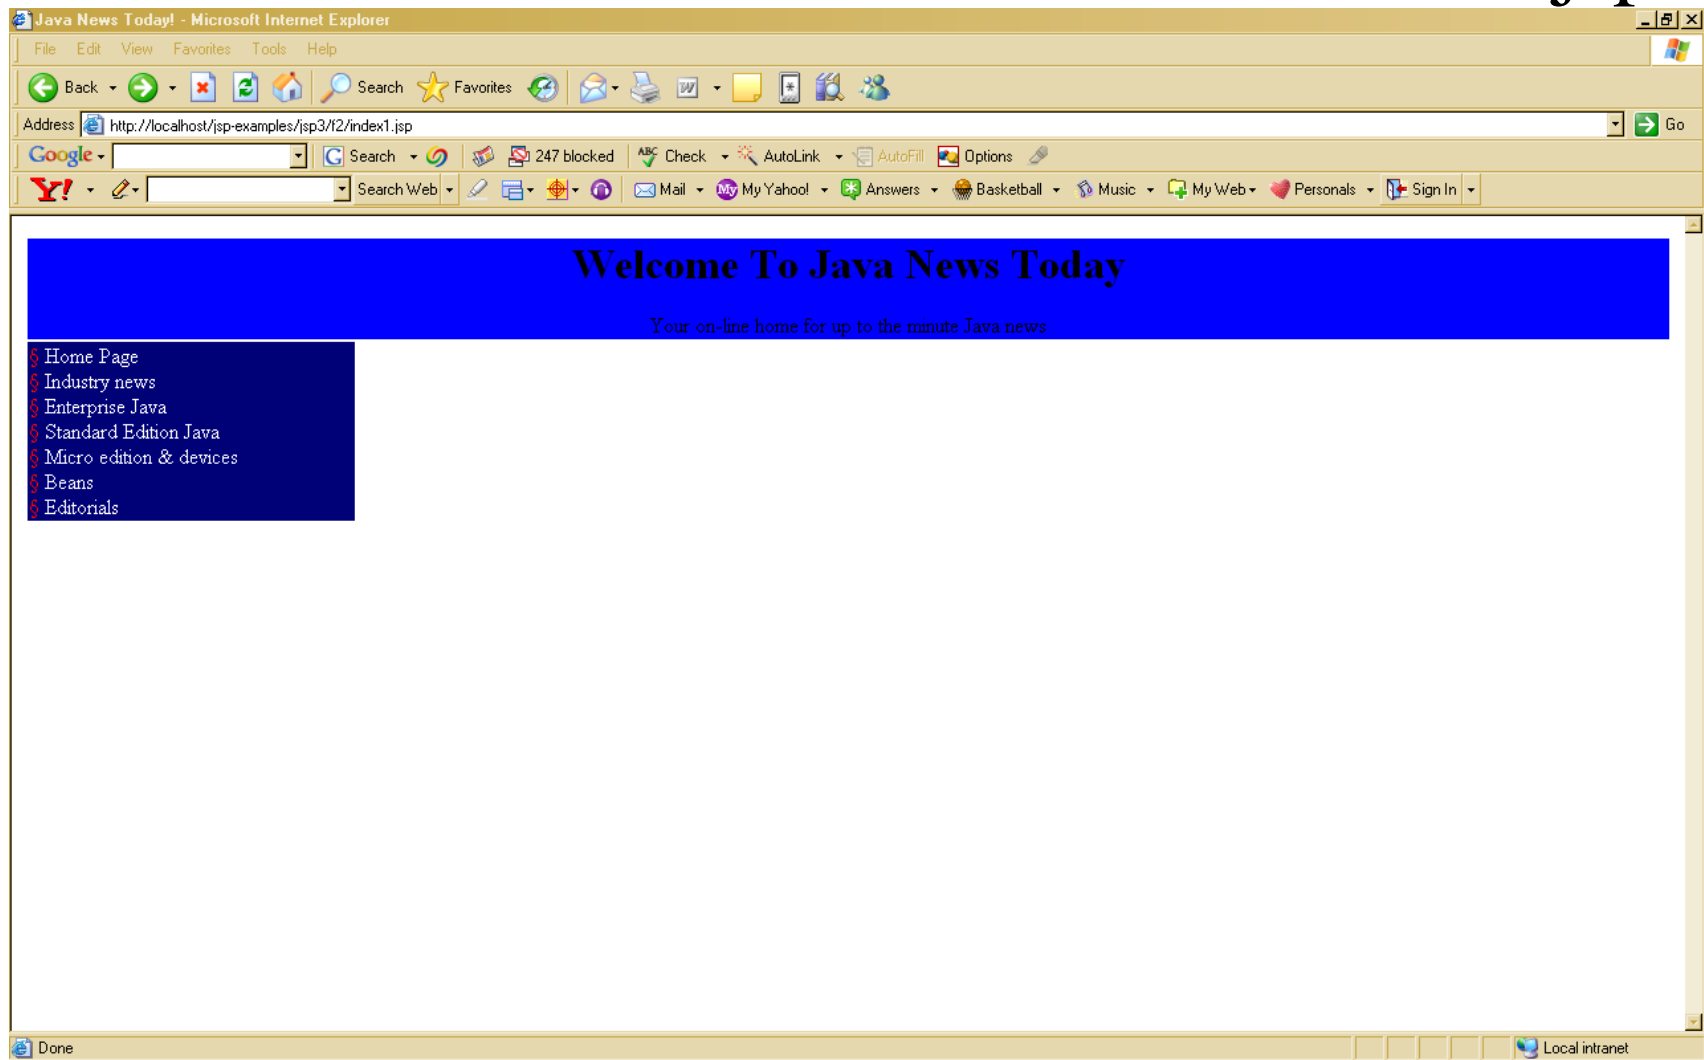 Java News Today! - Microsoft Internet Explorer
File Edit View Favorites Tools Help
Back Search Favorites
Address http://localhost/jsp-examples/jsp3/f2/index1.jsp Go
Google G Search 247 blocked ABC Check AutoLink AutoFill Options
Y! Search Web Mail My My Yahoo! Answers Basketball Music My Web Personals Sign In
Welcome To Java News Today
Your on-line home for up to the minute Java news
§ Home Page
§ Industry news
§ Enterprise Java
§ Standard Edition Java
§ Micro edition & devices
§ Beans
§ Editorials
Done Local intranet